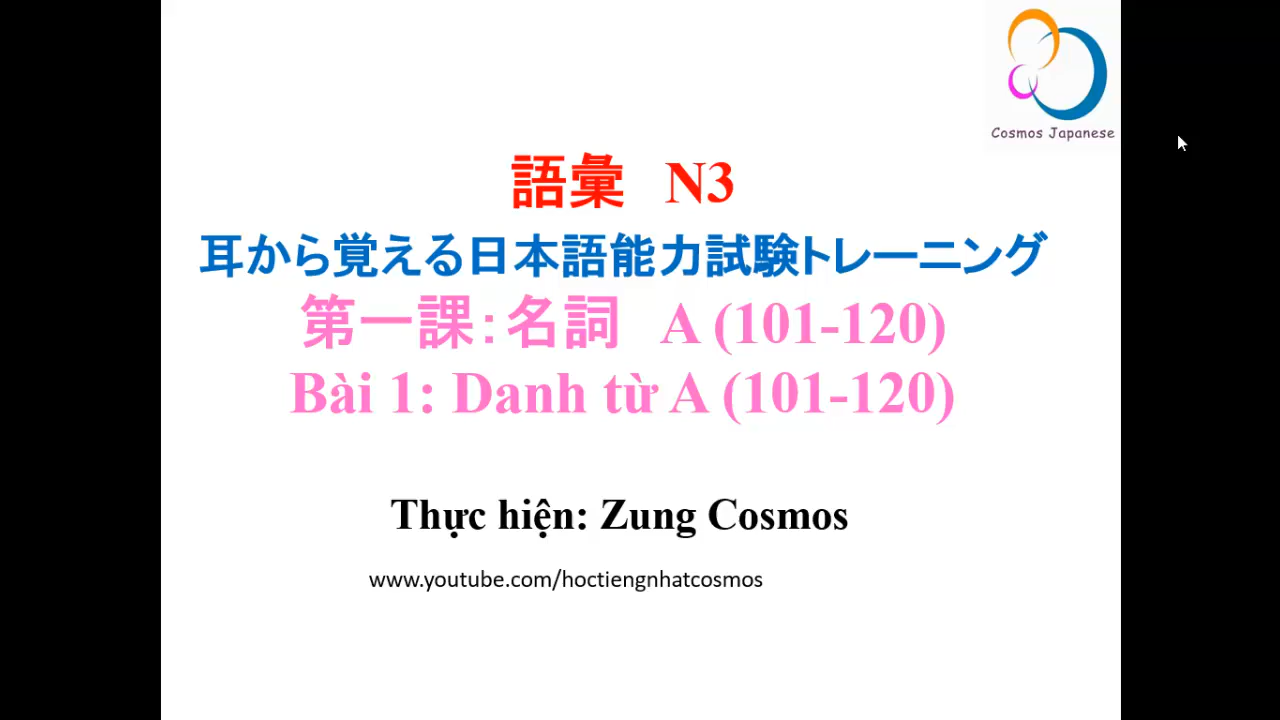 Cosmos Japanese
語彙　N3
耳から覚える日本語能力試験トレーニング
第一課：名詞　A (101-120)
Bài 1: Danh từ A (101-120)
Thực hiện: Zung Cosmos
www.youtube.com/hoctiengnhatcosmos